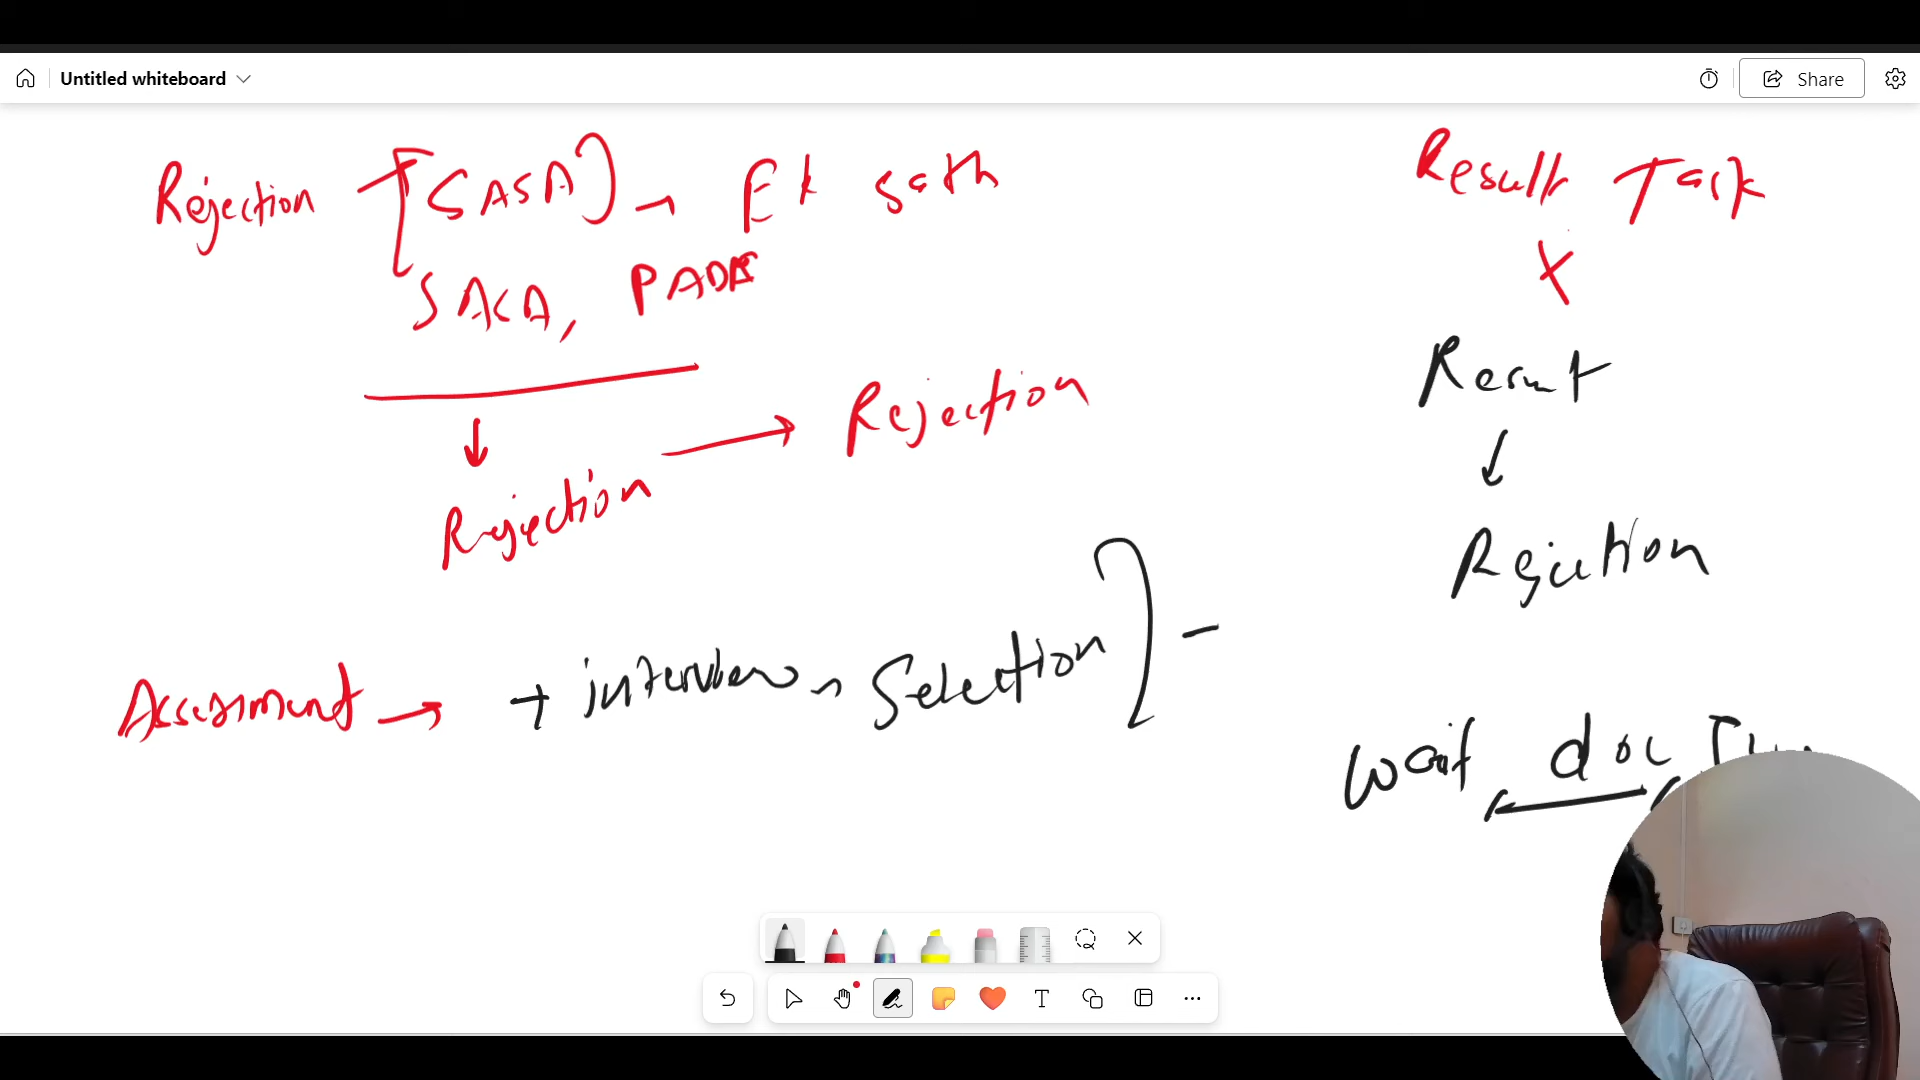 Untitled whiteboard
Share
Rejection [SASA] → Ek sath
SACA, PADA
↓
Rejection → Rejection
Assessment → + interview → Selection ] -
Result Task
X
Result
↓
Rejection
wait doc
T